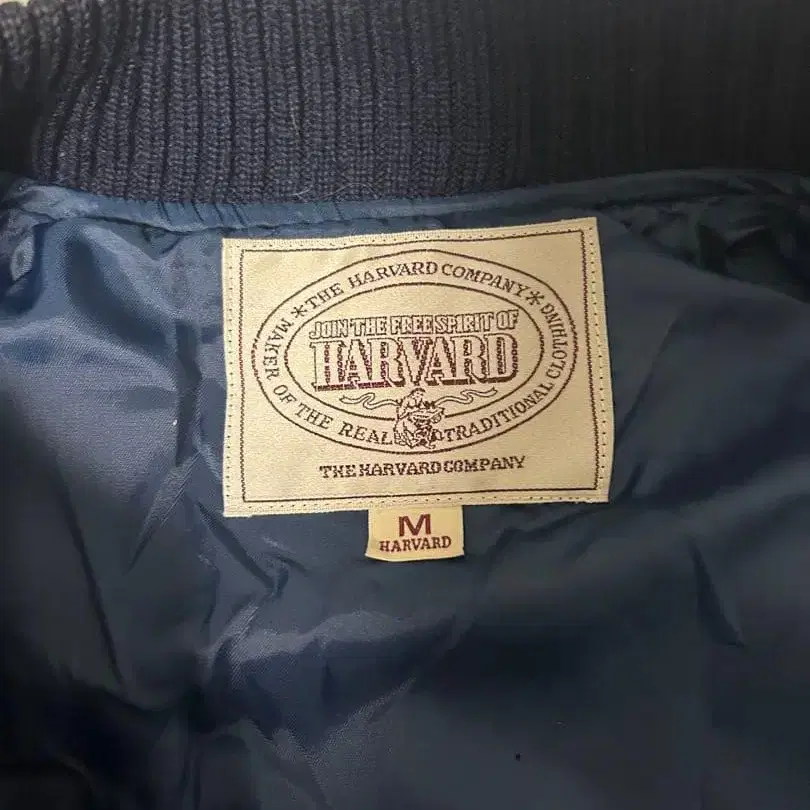 *THE HARVARD COMPANY*
MAKER OF THE REAL TRADITIONAL CLOTHING
JOIN THE FREE SPIRIT OF
HARVARD
THE HARVARD COMPANY
M
HARVARD